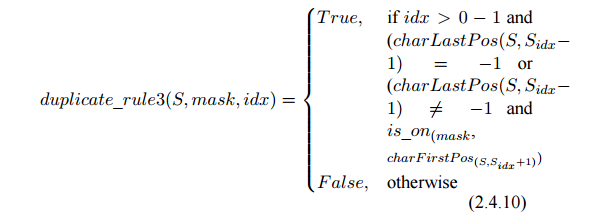 True, if idx > 0 − 1 and
(charLastPos(S, S_idx−
1) = −1 or
(charLastPos(S, S_idx−
duplicate_rule3(S, mask, idx) = {
1) ≠ −1 and
is_on(mask,
charFirstPos(S,S_idx+1))
False, otherwise
(2.4.10)